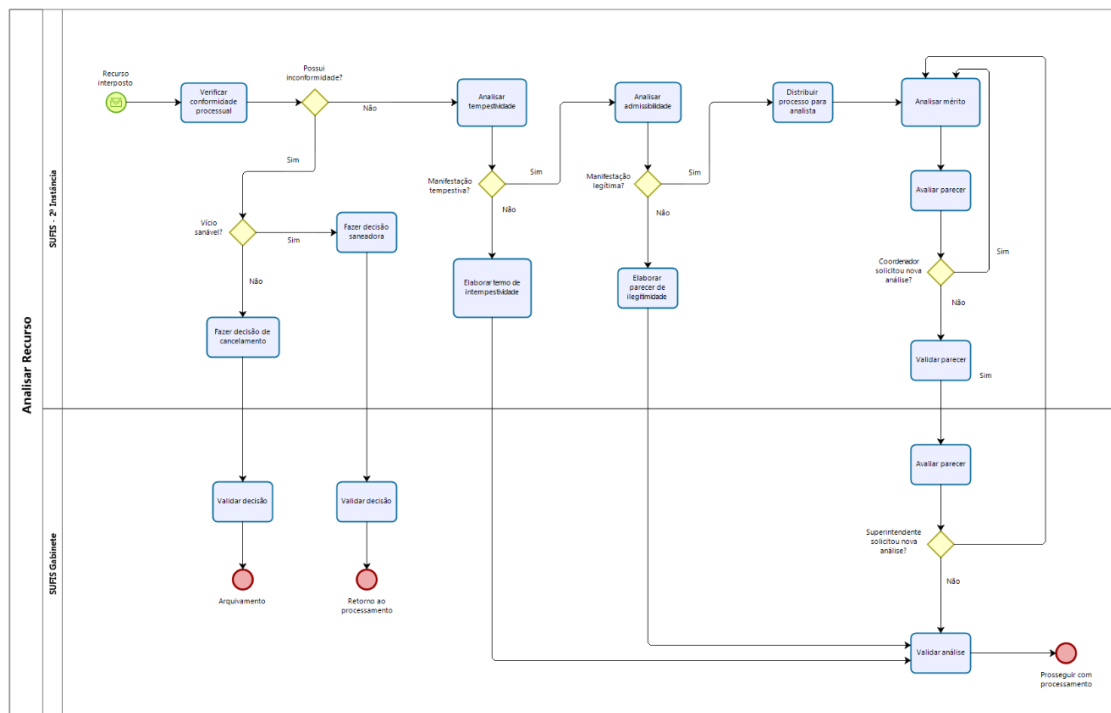 Analisar Recurso
SUFIS - 2ª Instância
Recurso
interposto
Verificar
conformidade
processual
Possui
inconformidade?
Não
Sim
Analisar
tempestividade
Manifestação
tempestiva?
Sim
Não
Analisar
admissibilidade
Manifestação
legítima?
Sim
Não
Distribuir
processo para
analista
Analisar mérito
Avaliar parecer
Coordenador
solicitou nova
análise?
Sim
Não
Vício
sanável?
Sim
Não
Fazer decisão
saneadora
Elaborar termo de
intempestividade
Elaborar
parecer de
ilegitimidade
Fazer decisão de
cancelamento
Validar parecer
Sim
SUFIS Gabinete
Validar decisão
Validar decisão
Avaliar parecer
Superintendente
solicitou nova
análise?
Não
Arquivamento
Retorno ao
processamento
Validar análise
Prosseguir com
processamento